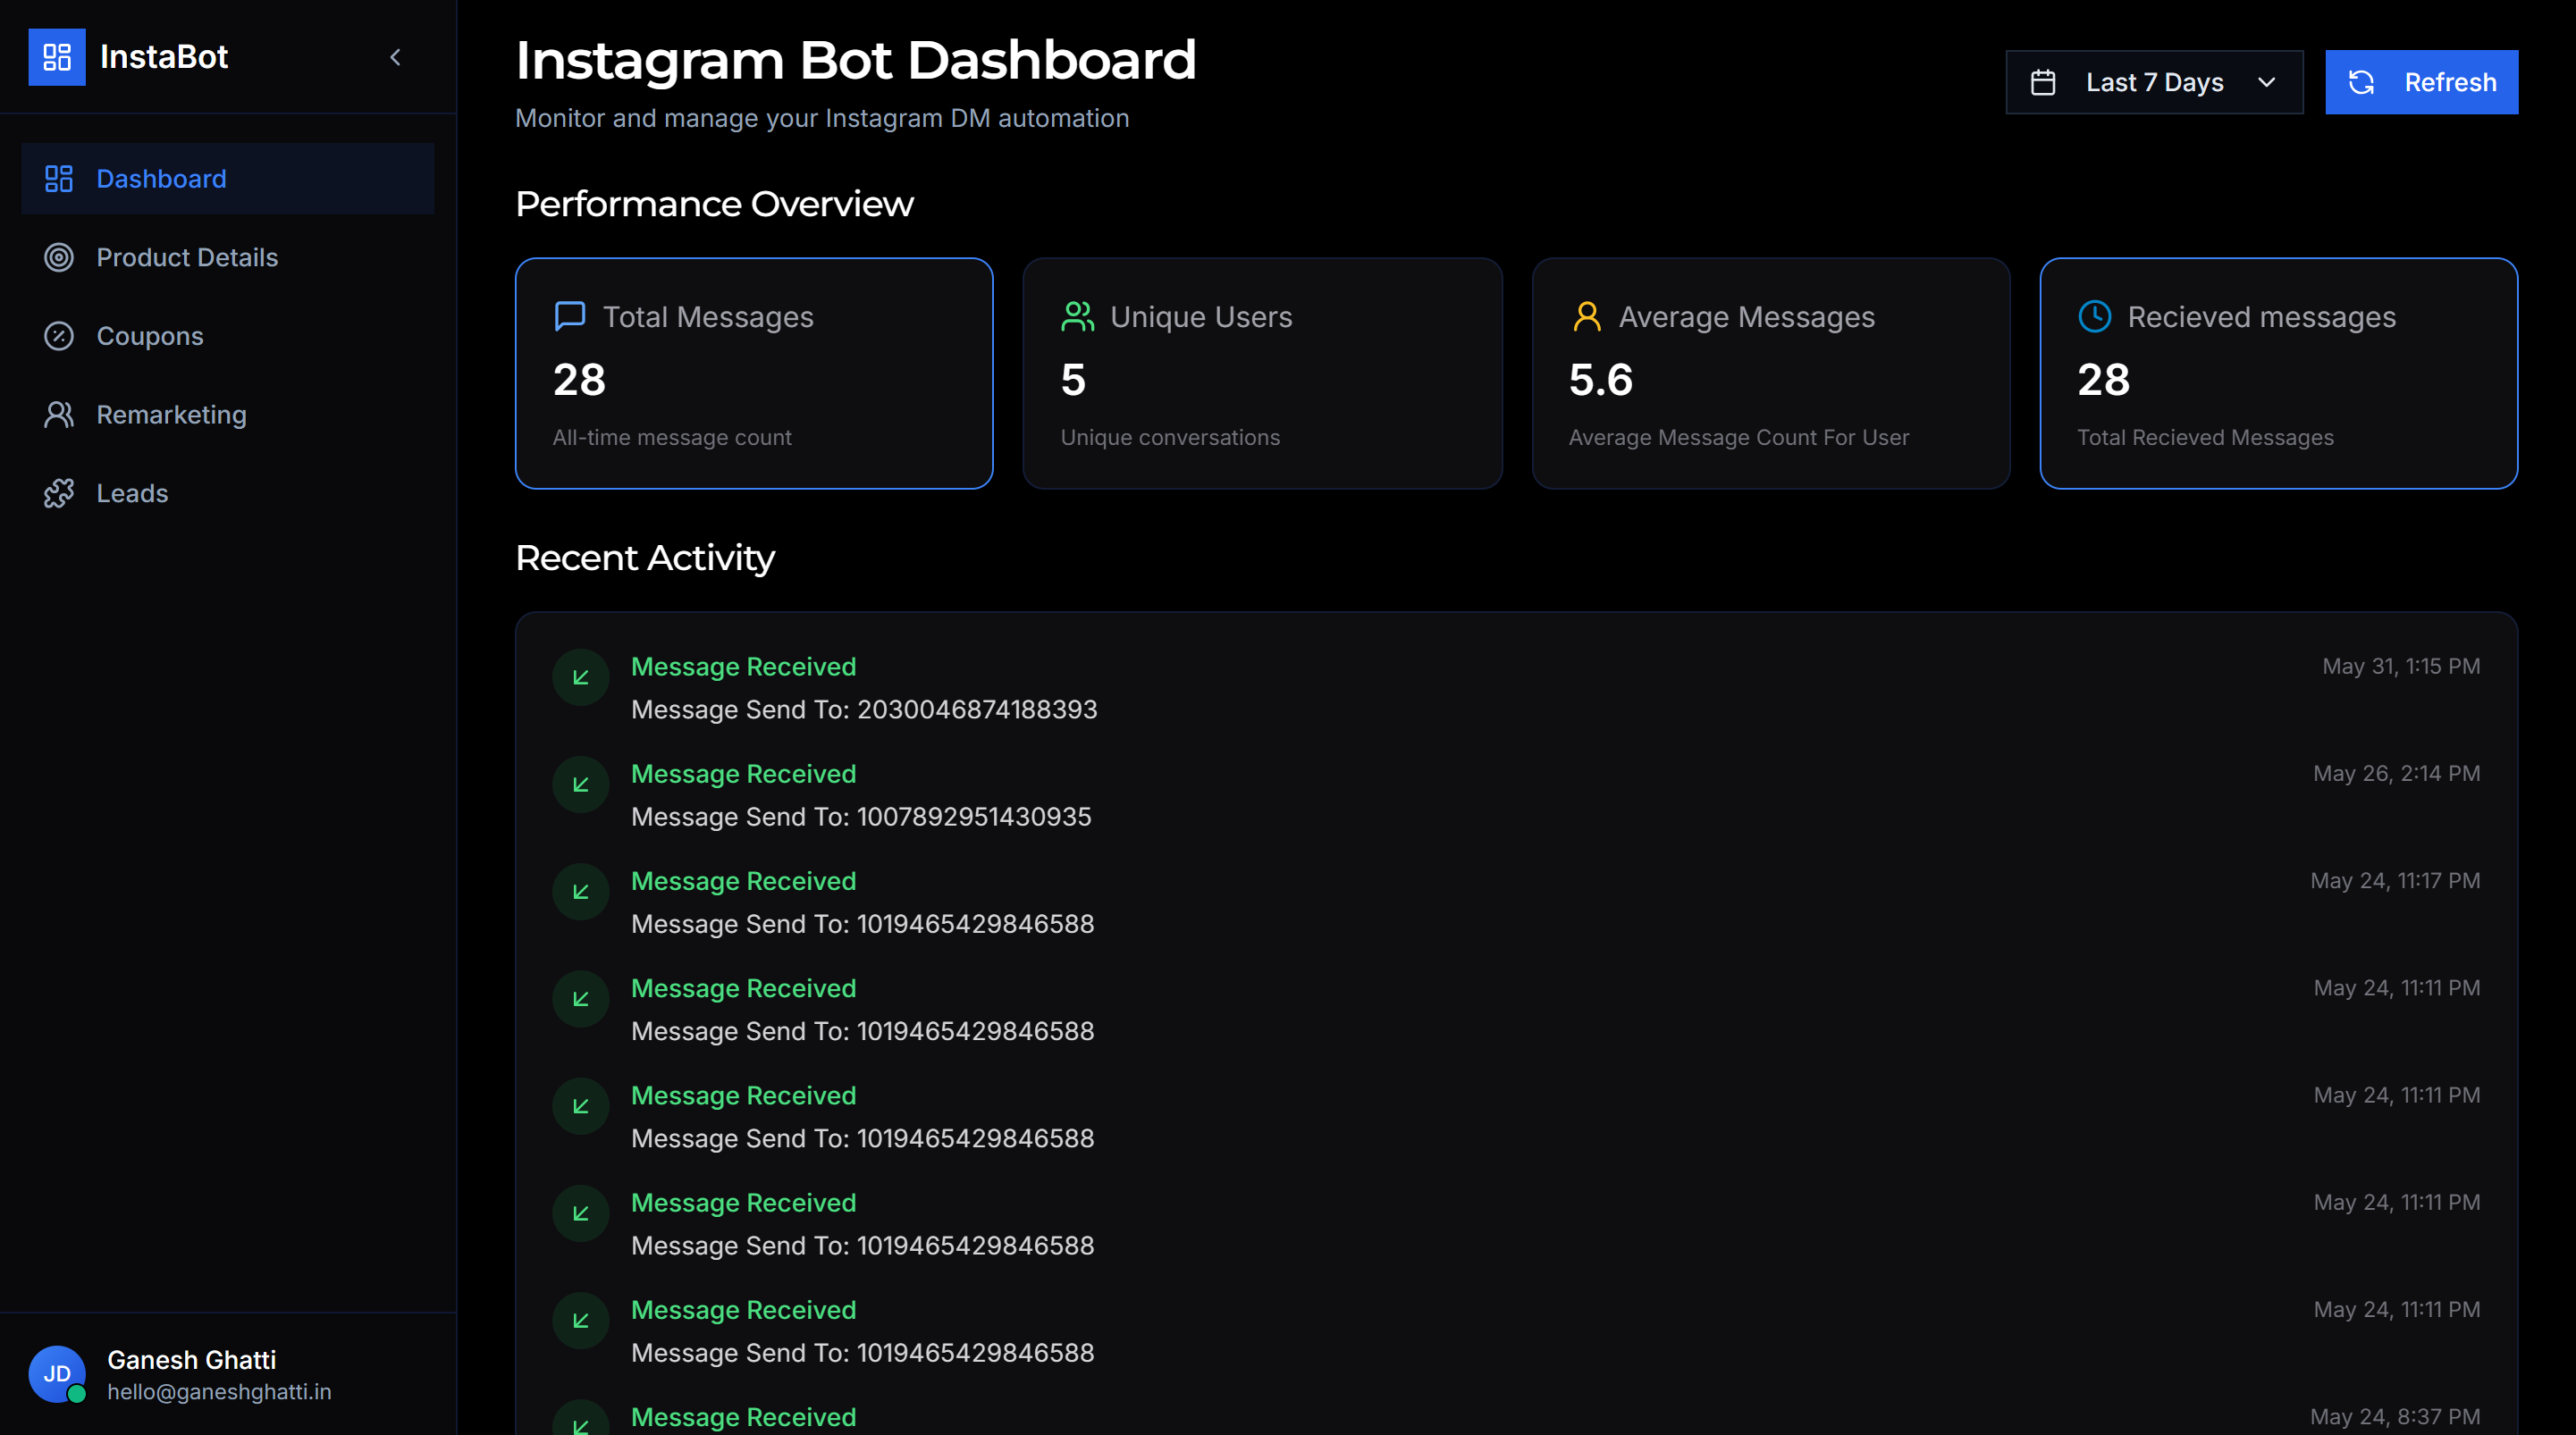 InstaBot
Dashboard
Product Details
Coupons
Remarketing
Leads
JD
Ganesh Ghatti
hello@ganeshghatti.in
Instagram Bot Dashboard
Monitor and manage your Instagram DM automation
Last 7 Days
Refresh
Performance Overview
Total Messages
28
All-time message count
Unique Users
5
Unique conversations
Average Messages
5.6
Average Message Count For User
Recieved messages
28
Total Recieved Messages
Recent Activity
Message Received
May 31, 1:15 PM
Message Send To: 2030046874188393
Message Received
May 26, 2:14 PM
Message Send To: 1007892951430935
Message Received
May 24, 11:17 PM
Message Send To: 1019465429846588
Message Received
May 24, 11:11 PM
Message Send To: 1019465429846588
Message Received
May 24, 11:11 PM
Message Send To: 1019465429846588
Message Received
May 24, 11:11 PM
Message Send To: 1019465429846588
Message Received
May 24, 11:11 PM
Message Send To: 1019465429846588
Message Received
May 24, 8:37 PM